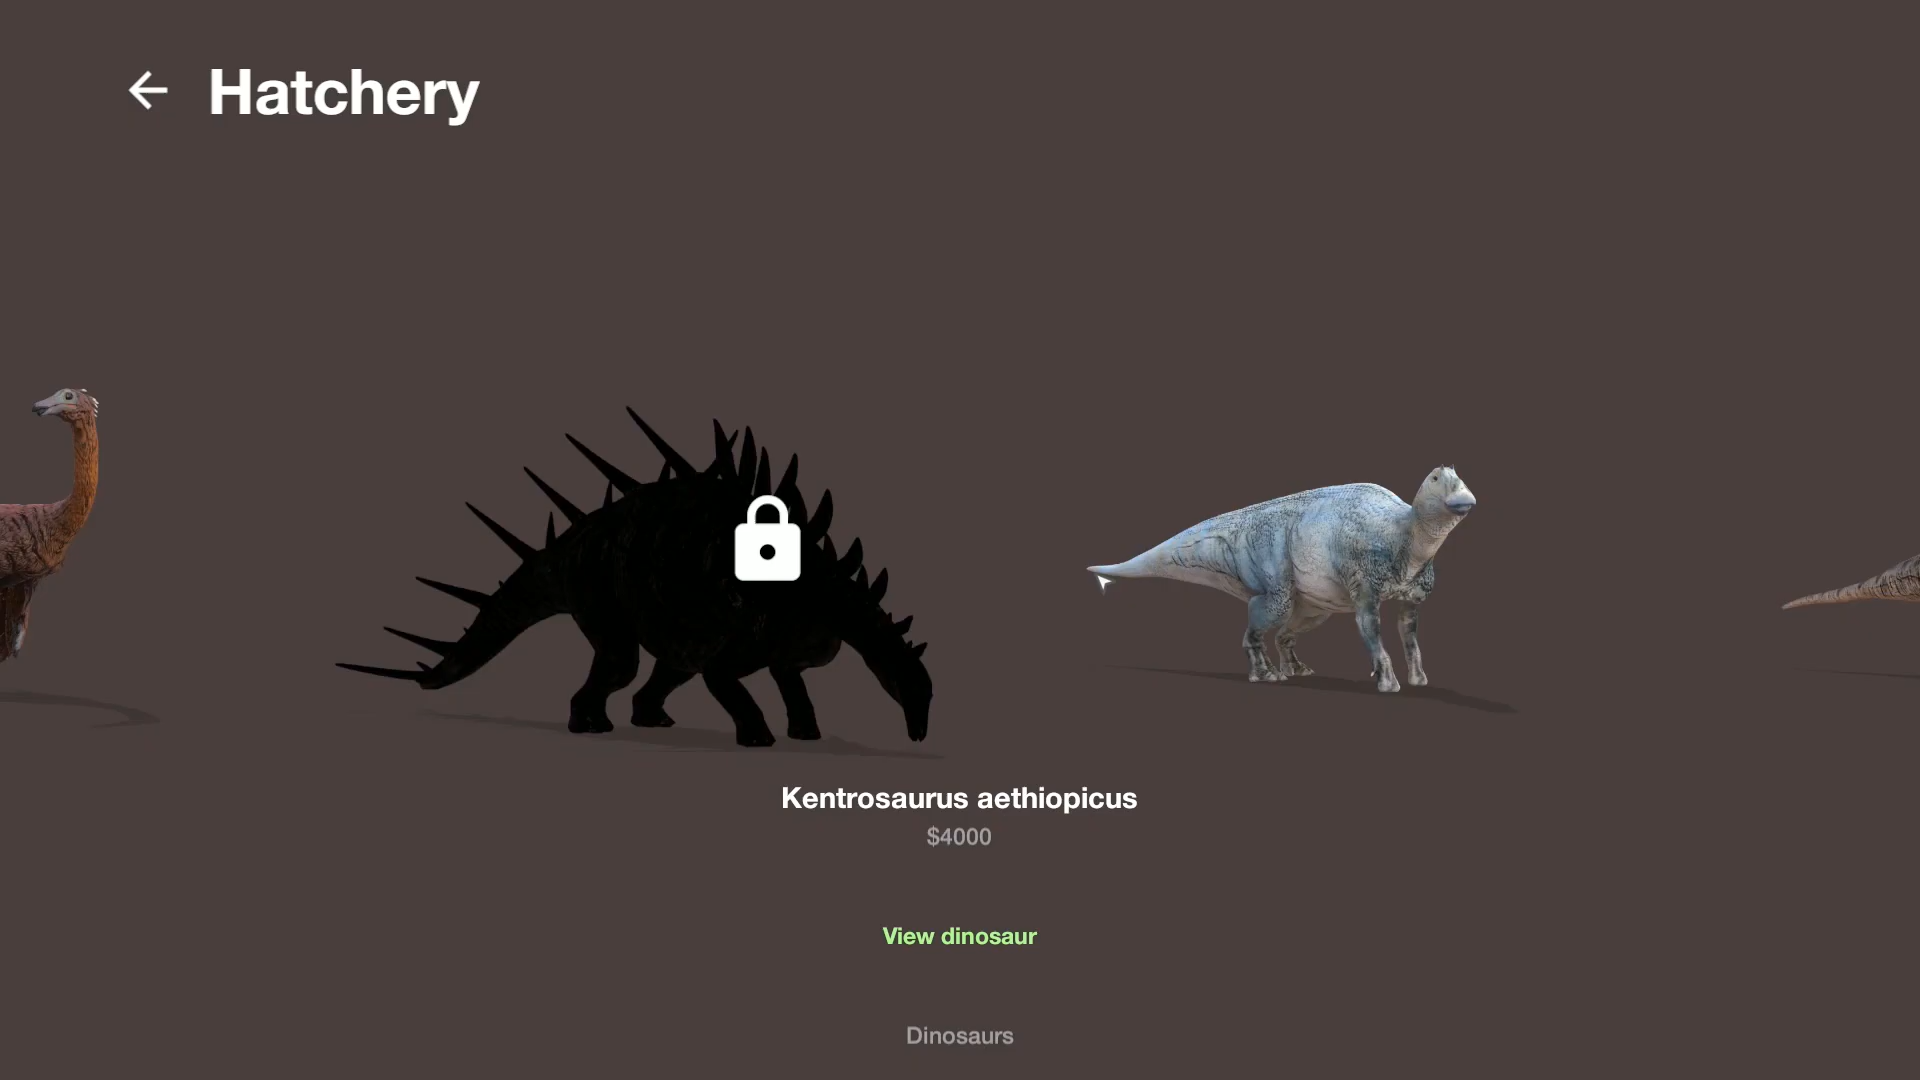 Hatchery
Kentrosaurus aethiopicus
$4000
View dinosaur
Dinosaurs